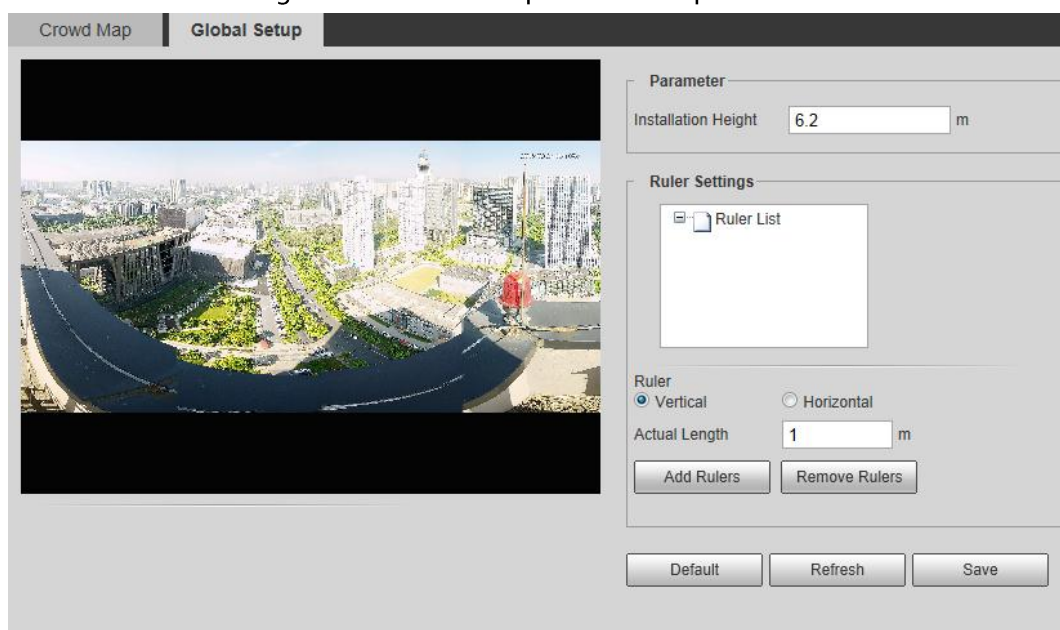 Crowd Map
Global Setup
Parameter
Installation Height 6.2 m
Ruler Settings
Ruler List
Ruler
Vertical Horizontal
Actual Length 1 m
Add Rulers Remove Rulers
Default Refresh Save